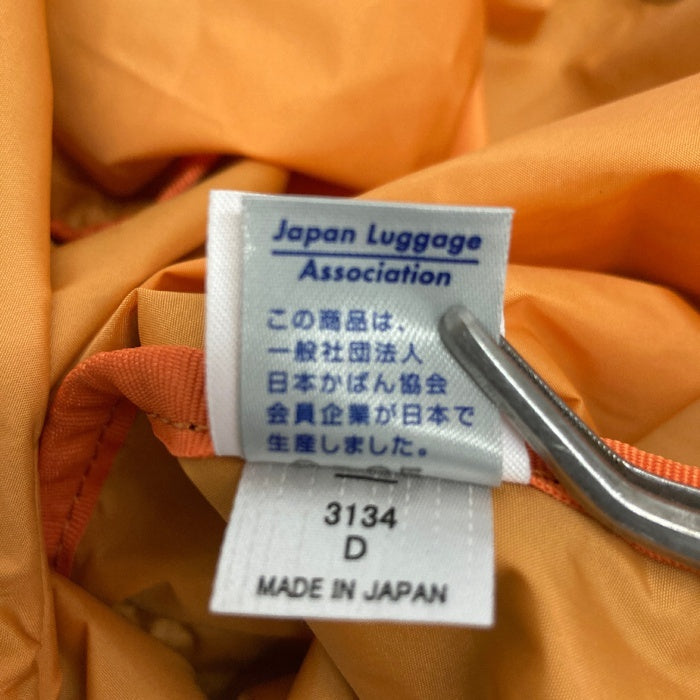 Japan Luggage
Association
この商品は、
一般社団法人
日本かばん協会
会員企業が日本で
生産しました。
3134
D
MADE IN JAPAN